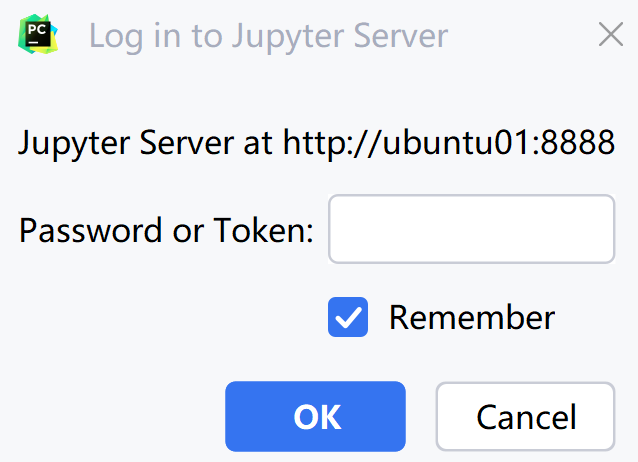 PC
Log in to Jupyter Server
Jupyter Server at http://ubuntu01:8888
Password or Token:
Remember
OK
Cancel